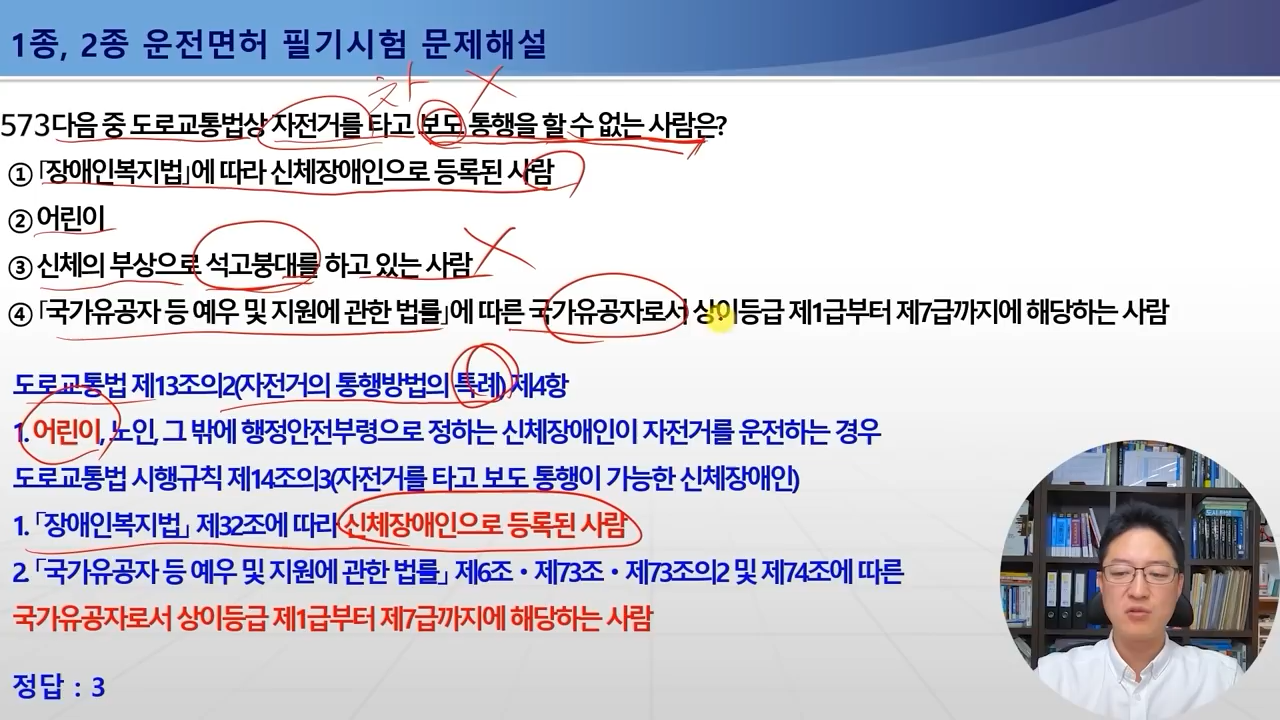 1종, 2종 운전면허 필기시험 문제해설
차
573다음 중 도로교통법상 자전거를 타고 보도 통행을 할 수 없는 사람은?
① 「장애인복지법」에 따라 신체장애인으로 등록된 사람
② 어린이
③ 신체의 부상으로 석고붕대를 하고 있는 사람
④ 「국가유공자 등 예우 및 지원에 관한 법률」에 따른 국가유공자로서 상이등급 제1급부터 제7급까지에 해당하는 사람
도로교통법 제13조의2(자전거의 통행방법의 특례) 제4항
1. 어린이, 노인, 그 밖에 행정안전부령으로 정하는 신체장애인이 자전거를 운전하는 경우
도로교통법 시행규칙 제14조의3(자전거를 타고 보도 통행이 가능한 신체장애인)
1. 「장애인복지법」 제32조에 따라 신체장애인으로 등록된 사람
2. 「국가유공자 등 예우 및 지원에 관한 법률」 제6조・제73조・제73조의2 및 제74조에 따른
국가유공자로서 상이등급 제1급부터 제7급까지에 해당하는 사람
정답 : 3